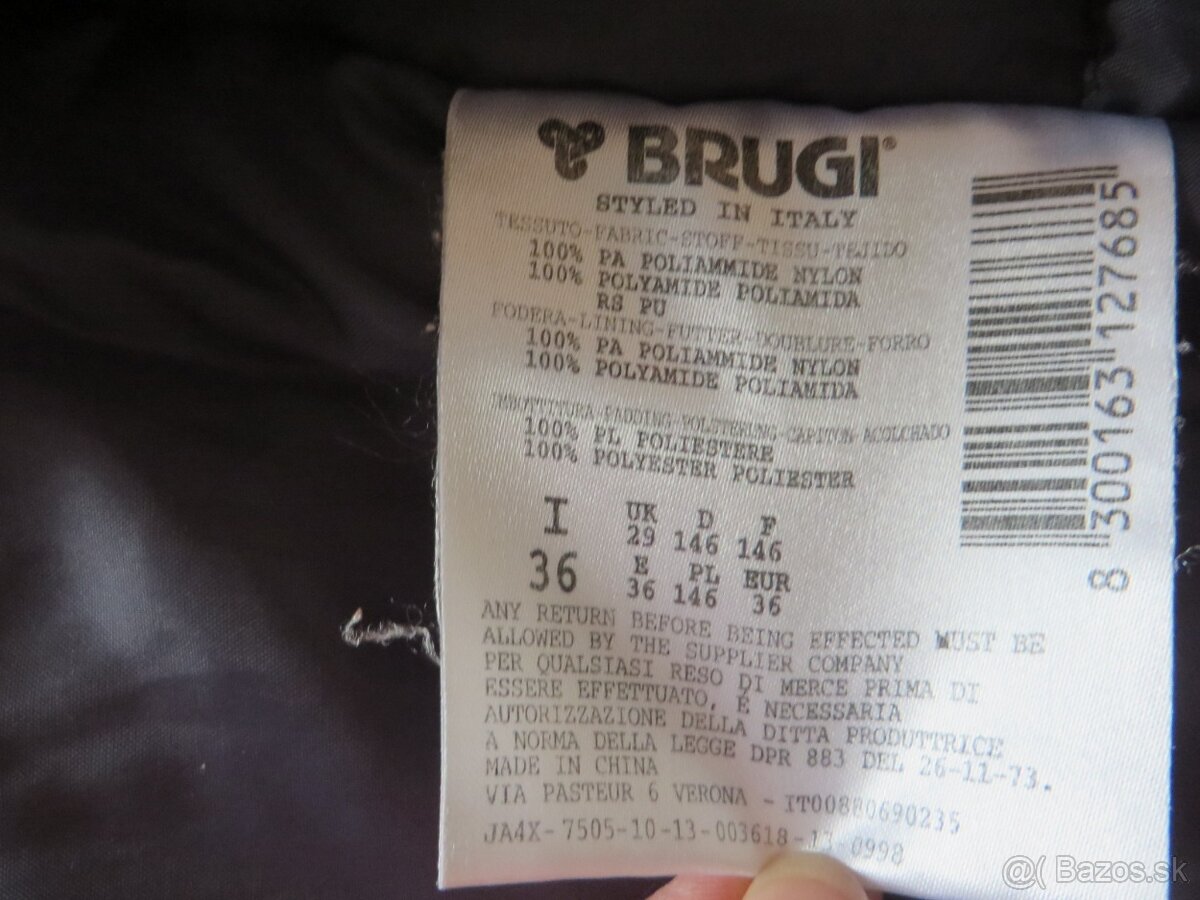 BRUGI®
STYLED IN ITALY
TESSUTO-FABRIC-STOFF-TISSU-TEJIDO
100% PA POLIAMMIDE NYLON
100% POLYAMIDE POLIAMIDA
RS PU
FODERA-LINING-FUTTER-DOUBLURE-FORRO
100% PA POLIAMMIDE NYLON
100% POLYAMIDE POLIAMIDA
IMBOTTITURA-PADDING-POLSTERUNG-CAPITON-ACOLCHADO
100% PL POLIESTERE
100% POLYESTER POLIESTER
I UK D F
29 146 146
36 E PL EUR
36 146 36
ANY RETURN BEFORE BEING EFFECTED MUST BE
ALLOWED BY THE SUPPLIER COMPANY
PER QUALSIASI RESO DI MERCE PRIMA DI
ESSERE EFFETTUATO, É NECESSARIA
AUTORIZZAZIONE DELLA DITTA PRODUTTRICE
A NORMA DELLA LEGGE DPR 883 DEL 26-11-73.
MADE IN CHINA
VIA PASTEUR 6 VERONA - IT00880690235
JA4X-7505-10-13-003618-13-0998
8 300163 127685
@( Bazos.sk